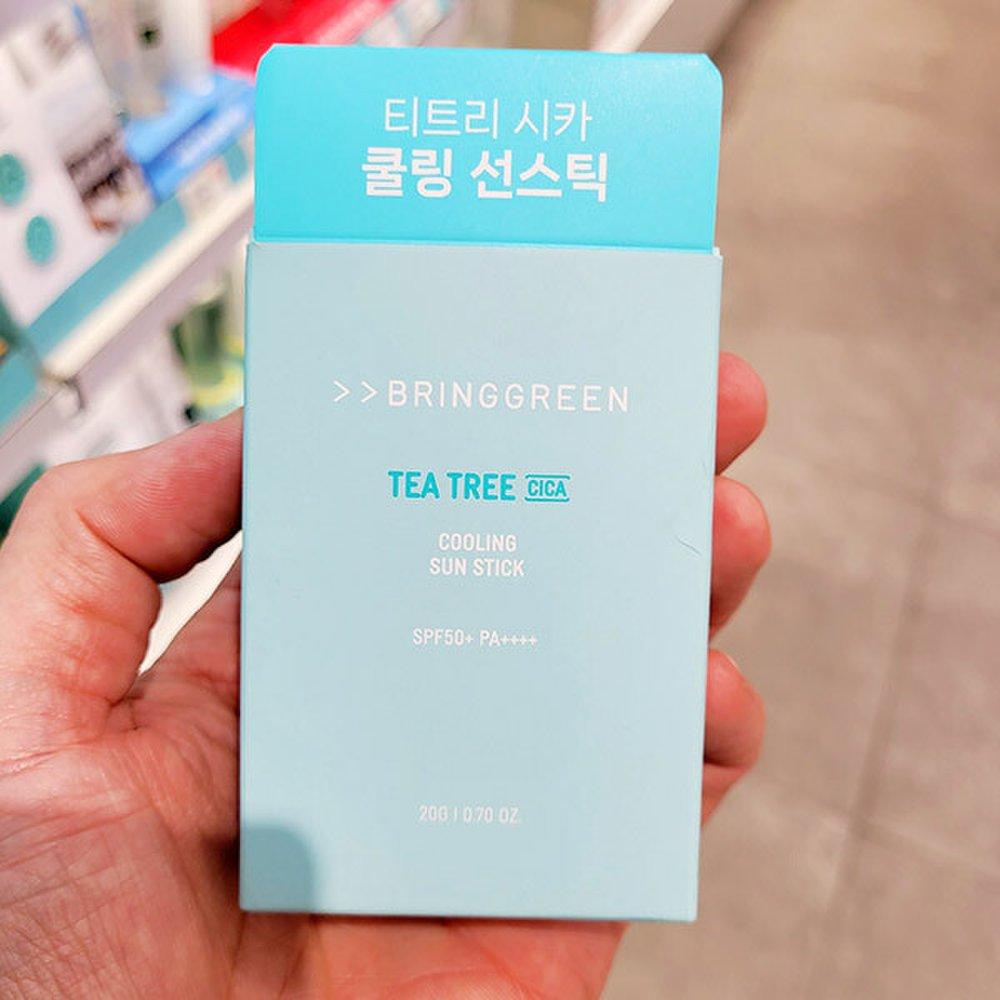 티트리 시카
쿨링 선스틱
>>BRINGGREEN
TEA TREE CICA
COOLING
SUN STICK
SPF50+ PA++++
20G | 0.70 OZ.